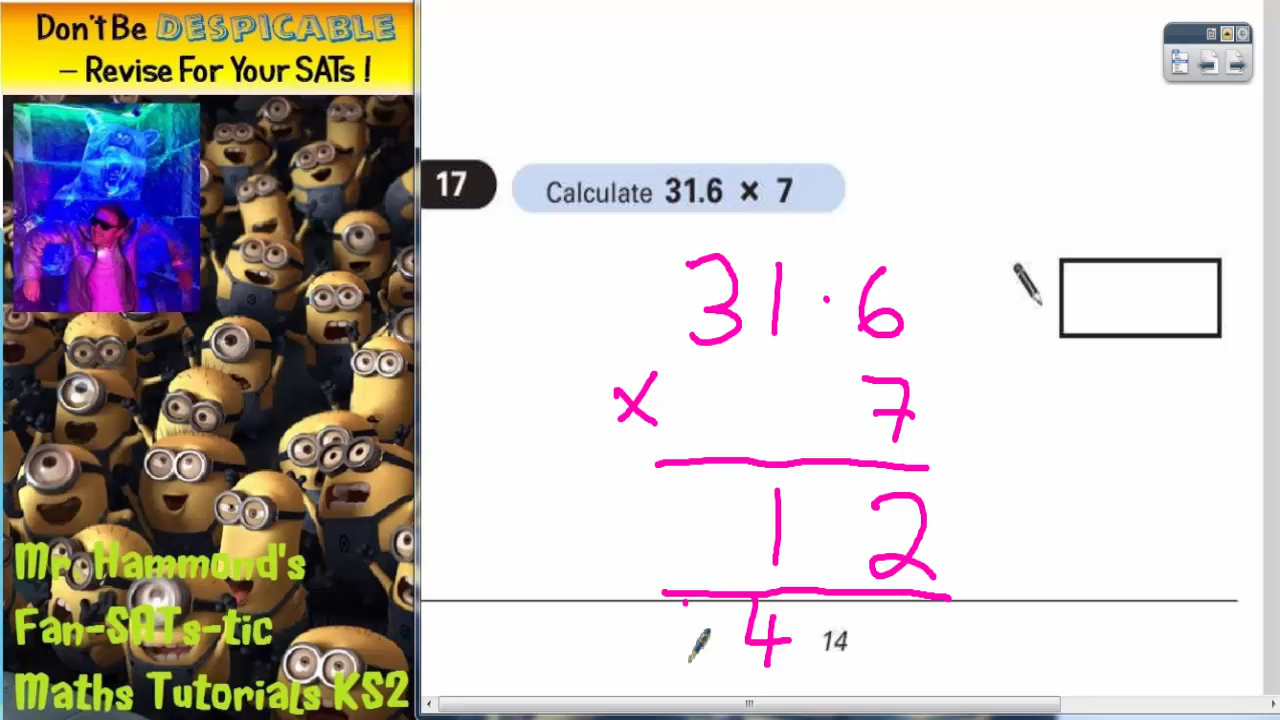 Don't Be DESPICABLE
– Revise For Your SATs !
Mr. Hammond's
Fan-SATs-tic
Maths Tutorials KS2
17 Calculate 31.6 × 7
31.6
× 7
1 2
4
14